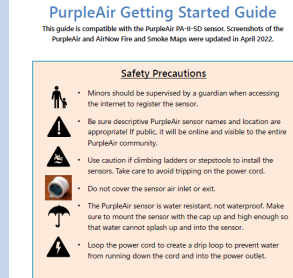 PurpleAir Getting Started Guide
This guide is compatible with the PurpleAir PA-II-SD sensor. Screenshots of the
PurpleAir and AirNow Fire and Smoke Maps were updated in April 2022.
Safety Precautions
• Minors should be supervised by a guardian when accessing
the internet to register the sensor.
• Be sure descriptive PurpleAir sensor names and location are
appropriate! If public, it will be online and visible to the entire
PurpleAir community.
• Use caution if climbing ladders or stepstools to install the
sensors. Take care to avoid tripping on the power cord.
• Do not cover the sensor air inlet or exit.
• The PurpleAir sensor is water resistant, not waterproof. Make
sure to mount the sensor with the cap up and high enough so
that water cannot splash up and into the sensor.
• Loop the power cord to create a drip loop to prevent water
from running down the cord and into the power outlet.